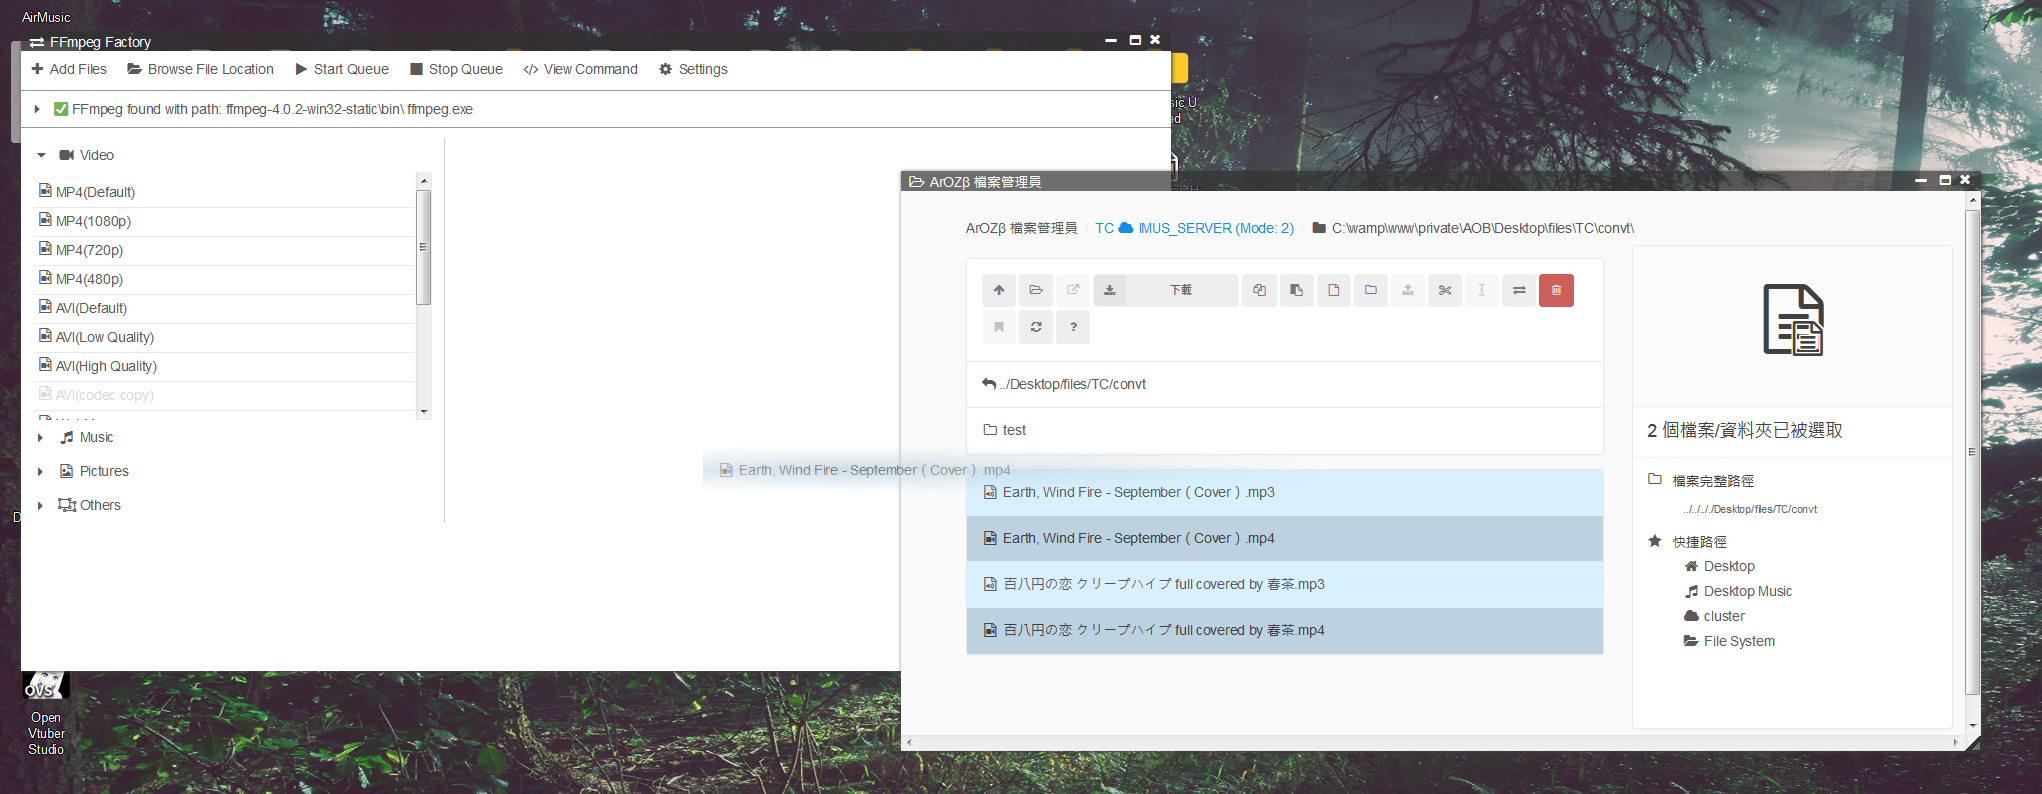 AirMusic
FFmpeg Factory
Add Files
Browse File Location
Start Queue
Stop Queue
</> View Command
Settings
FFmpeg found with path: ffmpeg-4.0.2-win32-static\bin\ ffmpeg.exe
Video
MP4(Default)
MP4(1080p)
MP4(720p)
MP4(480p)
AVI(Default)
AVI(Low Quality)
AVI(High Quality)
AVI(codec copy)
Music
Pictures
Others
Earth, Wind Fire - September ( Cover ) .mp4
ArOZβ 檔案管理員
ArOZβ 檔案管理員 / TC IMUS_SERVER (Mode: 2) / C:\wamp\www\private\AOB\Desktop\files\TC\convt\
下載
?
../Desktop/files/TC/convt
test
Earth, Wind Fire - September ( Cover ) .mp3
Earth, Wind Fire - September ( Cover ) .mp4
百八円の恋 クリープハイプ full covered by 春茶.mp3
百八円の恋 クリープハイプ full covered by 春茶.mp4
2 個檔案/資料夾已被選取
檔案完整路徑
../../../../Desktop/files/TC/convt
快捷路徑
Desktop
Desktop Music
cluster
File System
OVS
Open
Vtuber
Studio